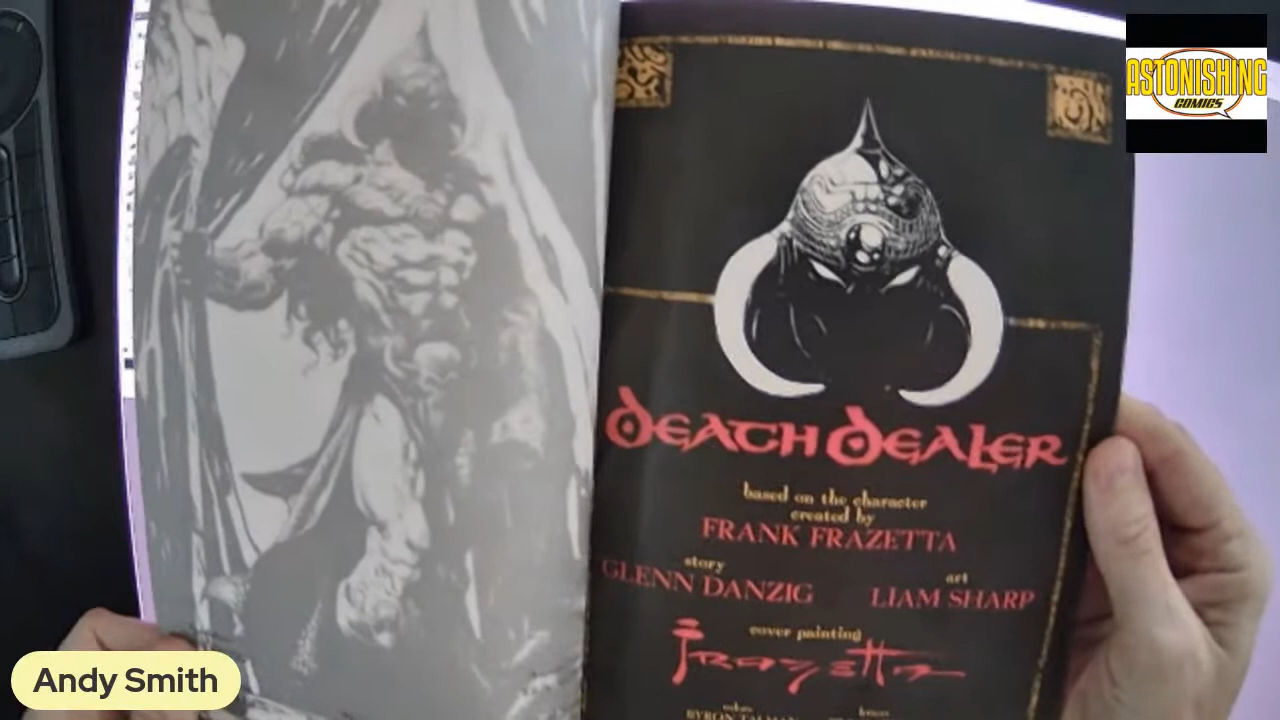 ASTONISHING
COMICS
DEATH DEALER
based on the character
created by
FRANK FRAZETTA
story
GLENN DANZIG
art
LIAM SHARP
cover painting
FRAZETTA
Andy Smith